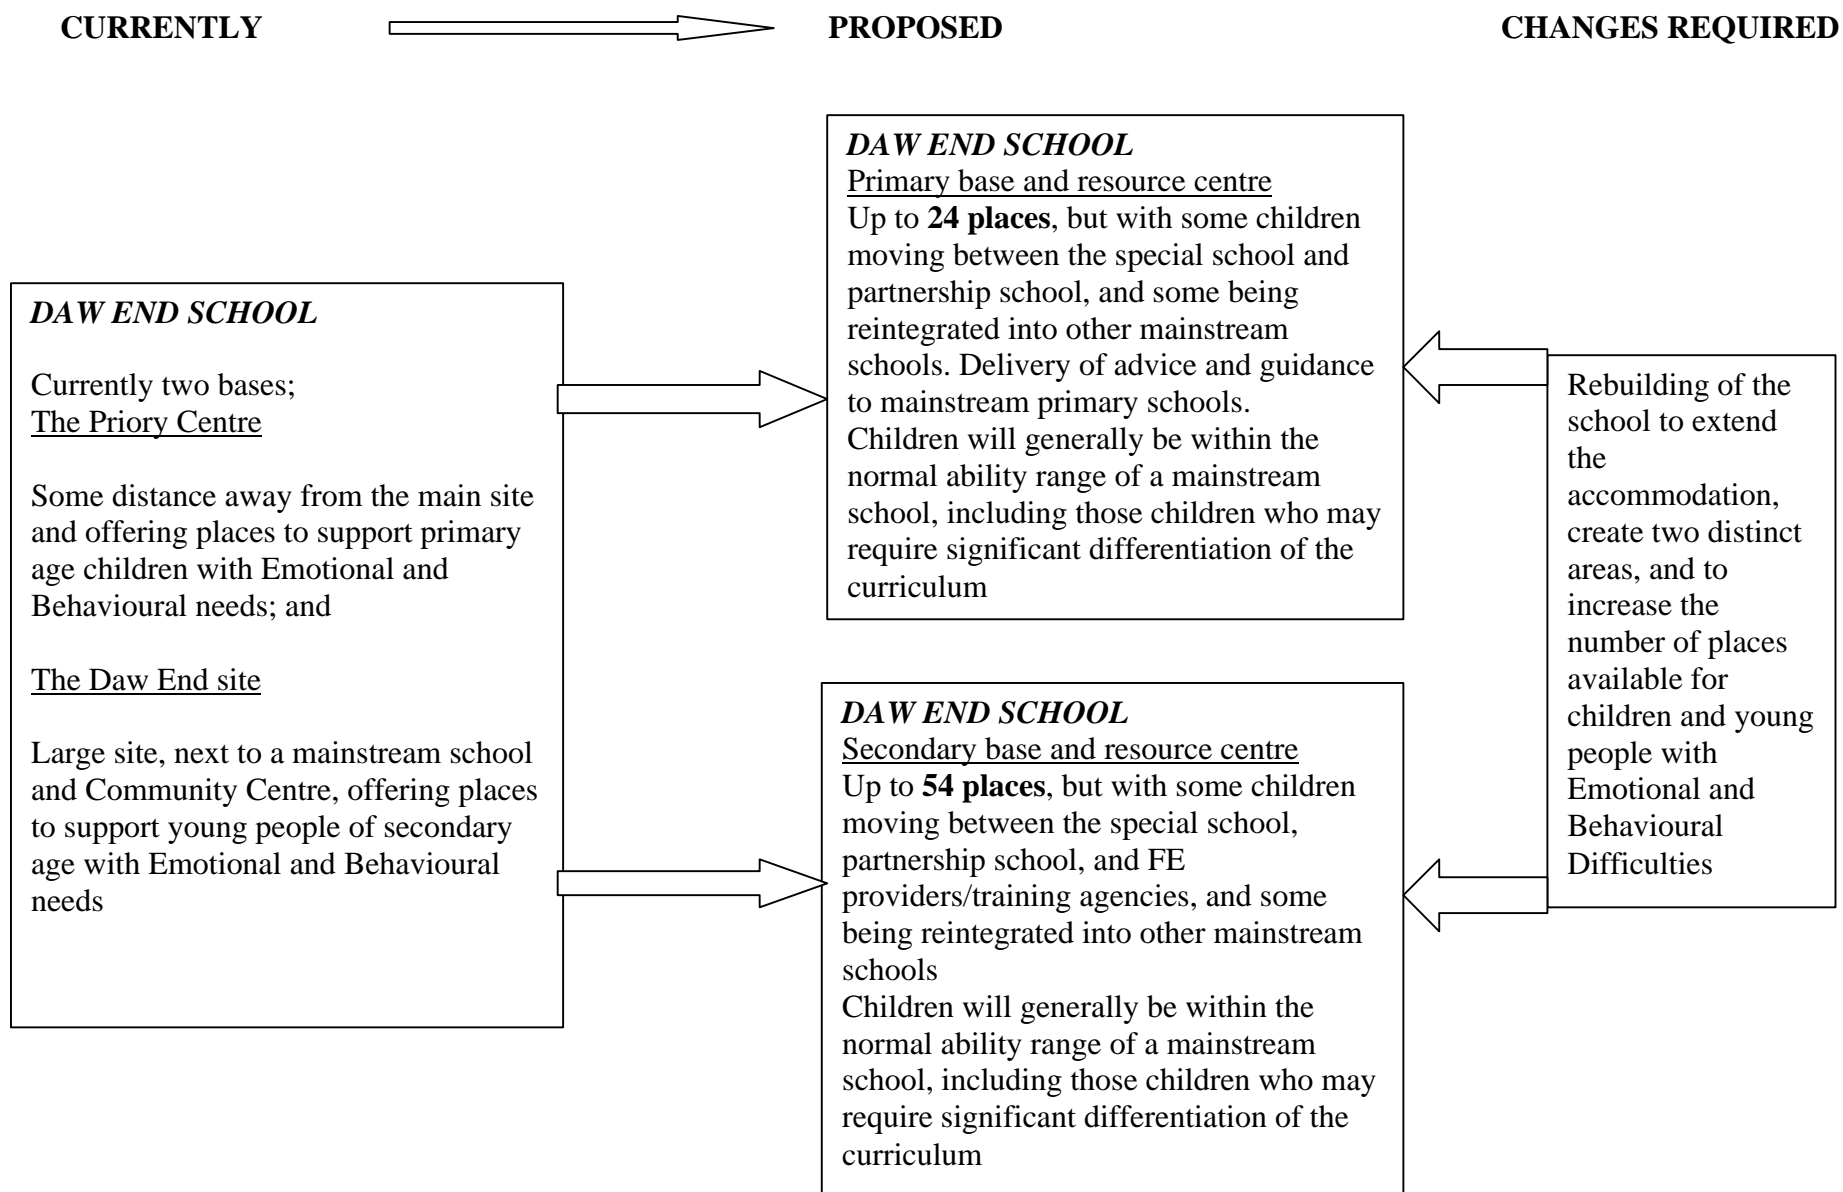 CURRENTLY PROPOSED CHANGES REQUIRED
DAW END SCHOOL
Currently two bases;
The Priory Centre
Some distance away from the main site
and offering places to support primary
age children with Emotional and
Behavioural needs; and
The Daw End site
Large site, next to a mainstream school
and Community Centre, offering places
to support young people of secondary
age with Emotional and Behavioural
needs
DAW END SCHOOL
Primary base and resource centre
Up to 24 places, but with some children
moving between the special school and
partnership school, and some being
reintegrated into other mainstream
schools. Delivery of advice and guidance
to mainstream primary schools.
Children will generally be within the
normal ability range of a mainstream
school, including those children who may
require significant differentiation of the
curriculum
DAW END SCHOOL
Secondary base and resource centre
Up to 54 places, but with some children
moving between the special school,
partnership school, and FE
providers/training agencies, and some
being reintegrated into other mainstream
schools
Children will generally be within the
normal ability range of a mainstream
school, including those children who may
require significant differentiation of the
curriculum
Rebuilding of the
school to extend
the
accommodation,
create two distinct
areas, and to
increase the
number of places
available for
children and young
people with
Emotional and
Behavioural
Difficulties